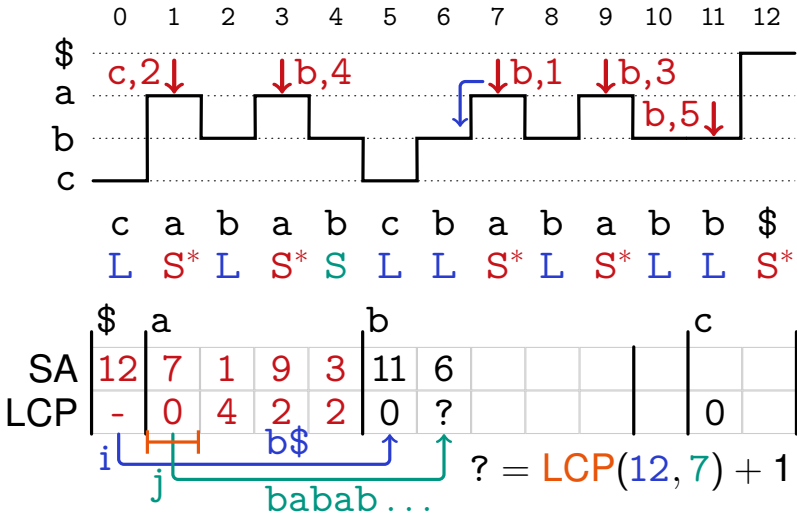 0 1 2 3 4 5 6 7 8 9 10 11 12
$
c,2 b,4 b,1 b,3
a
b,5
b
c
c a b a b c b a b a b b $
L S* L S* S L L S* L S* L L S*
$ a b c
SA 12 7 1 9 3 11 6
LCP - 0 4 2 2 0 ? 0
b$
i
? = LCP(12, 7) + 1
j
babab...